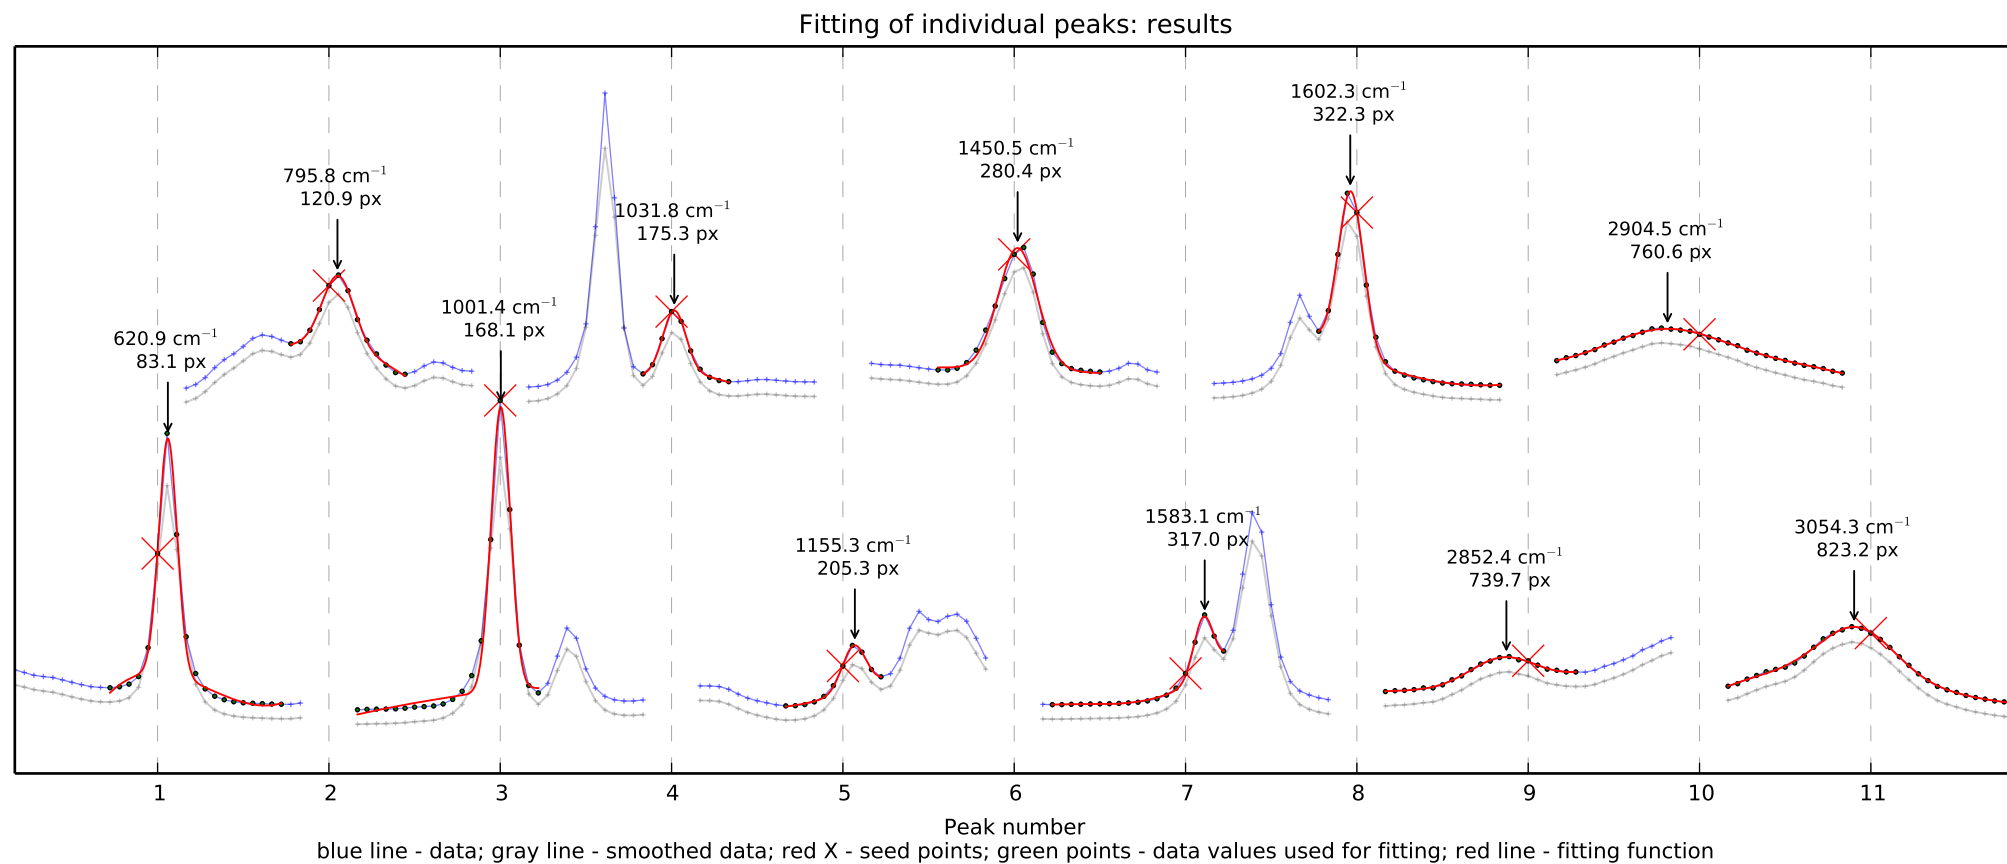 Fitting of individual peaks: results
1602.3 cm⁻¹
322.3 px
1450.5 cm⁻¹
280.4 px
795.8 cm⁻¹
120.9 px
1031.8 cm⁻¹
175.3 px
2904.5 cm⁻¹
760.6 px
1001.4 cm⁻¹
168.1 px
620.9 cm⁻¹
83.1 px
1583.1 cm⁻¹
317.0 px
3054.3 cm⁻¹
823.2 px
1155.3 cm⁻¹
205.3 px
2852.4 cm⁻¹
739.7 px
1 2 3 4 5 6 7 8 9 10 11
Peak number
blue line - data; gray line - smoothed data; red X - seed points; green points - data values used for fitting; red line - fitting function